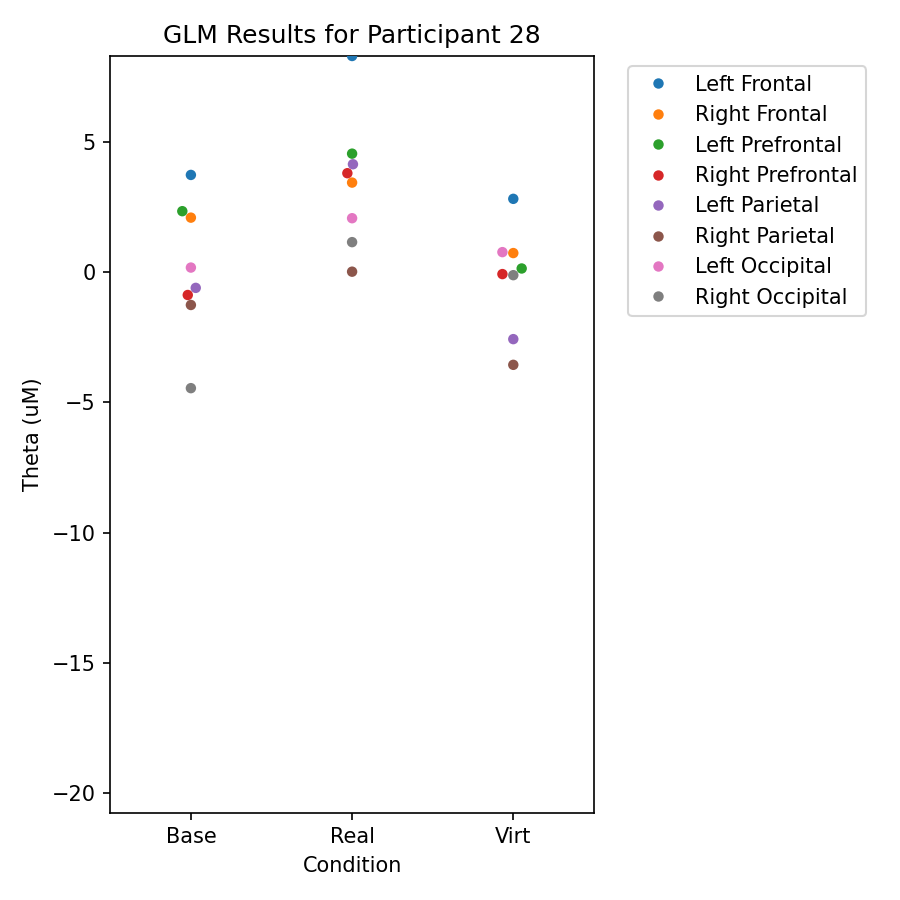 GLM Results for Participant 28
Left Frontal
Right Frontal
Left Prefrontal
Right Prefrontal
Left Parietal
Right Parietal
Left Occipital
Right Occipital
Theta (uM)
5
0
−5
−10
−15
−20
Base
Real
Virt
Condition